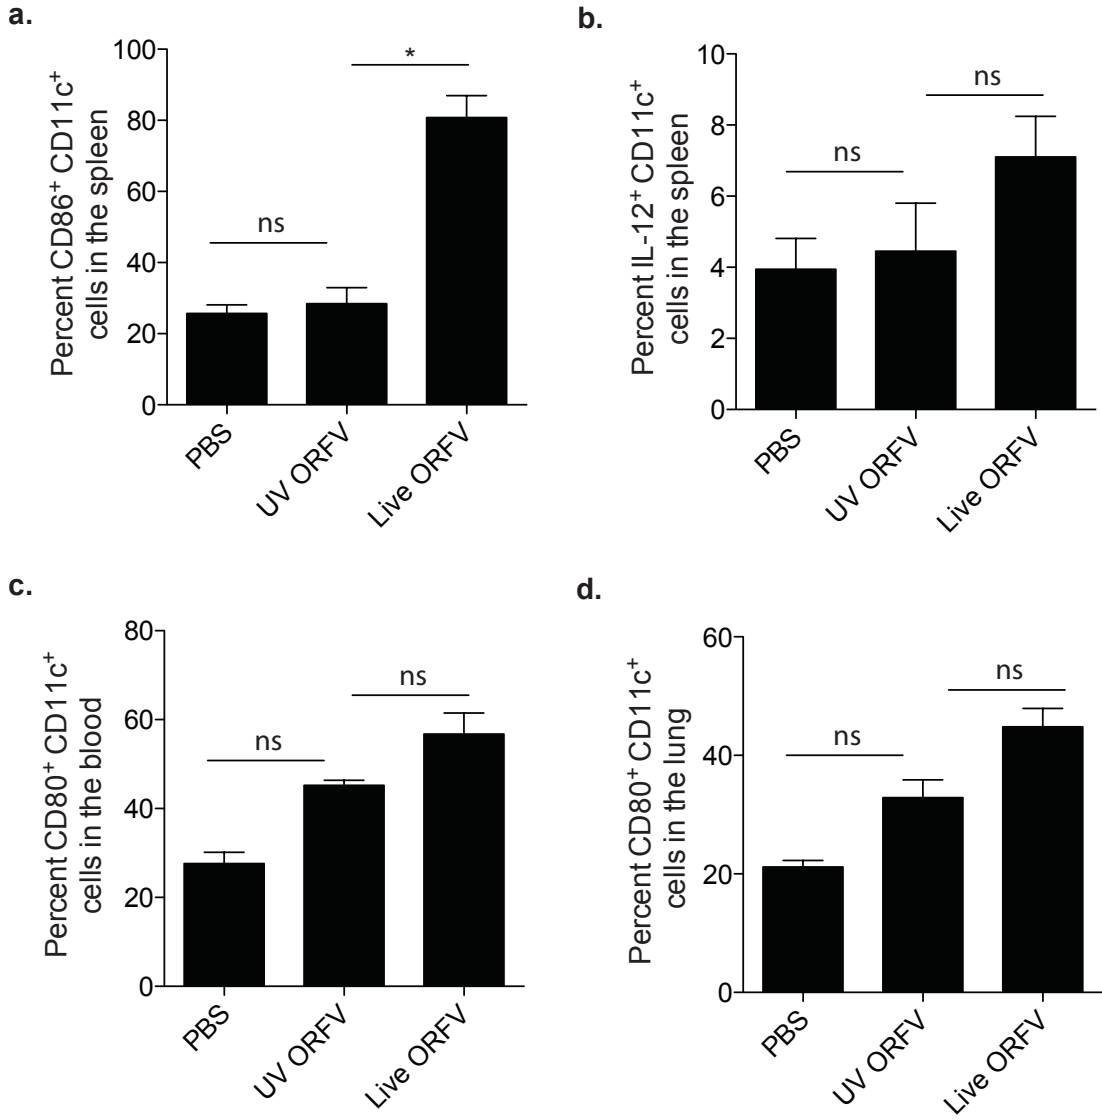 a.
Percent CD86⁺ CD11c⁺
cells in the spleen
100
80
60
40
20
0
ns
*
PBS
UV ORFV
Live ORFV
b.
Percent IL-12⁺ CD11c⁺
cells in the spleen
10
8
6
4
2
0
ns
ns
PBS
UV ORFV
Live ORFV
c.
Percent CD80⁺ CD11c⁺
cells in the blood
80
60
40
20
0
ns
ns
PBS
UV ORFV
Live ORFV
d.
Percent CD80⁺ CD11c⁺
cells in the lung
60
40
20
0
ns
ns
PBS
UV ORFV
Live ORFV